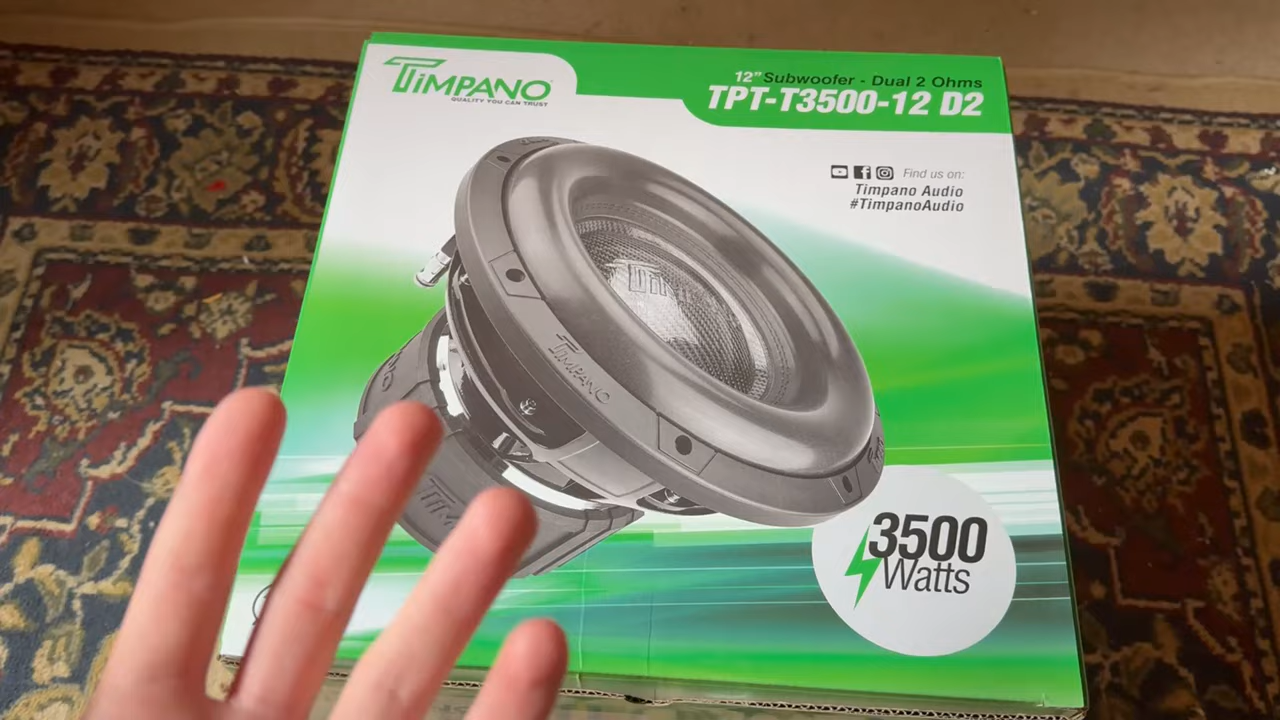 TIMPANO
QUALITY YOU CAN TRUST
12" Subwoofer - Dual 2 Ohms
TPT-T3500-12 D2
Find us on:
Timpano Audio
#TimpanoAudio
TIMPANO
3500
Watts